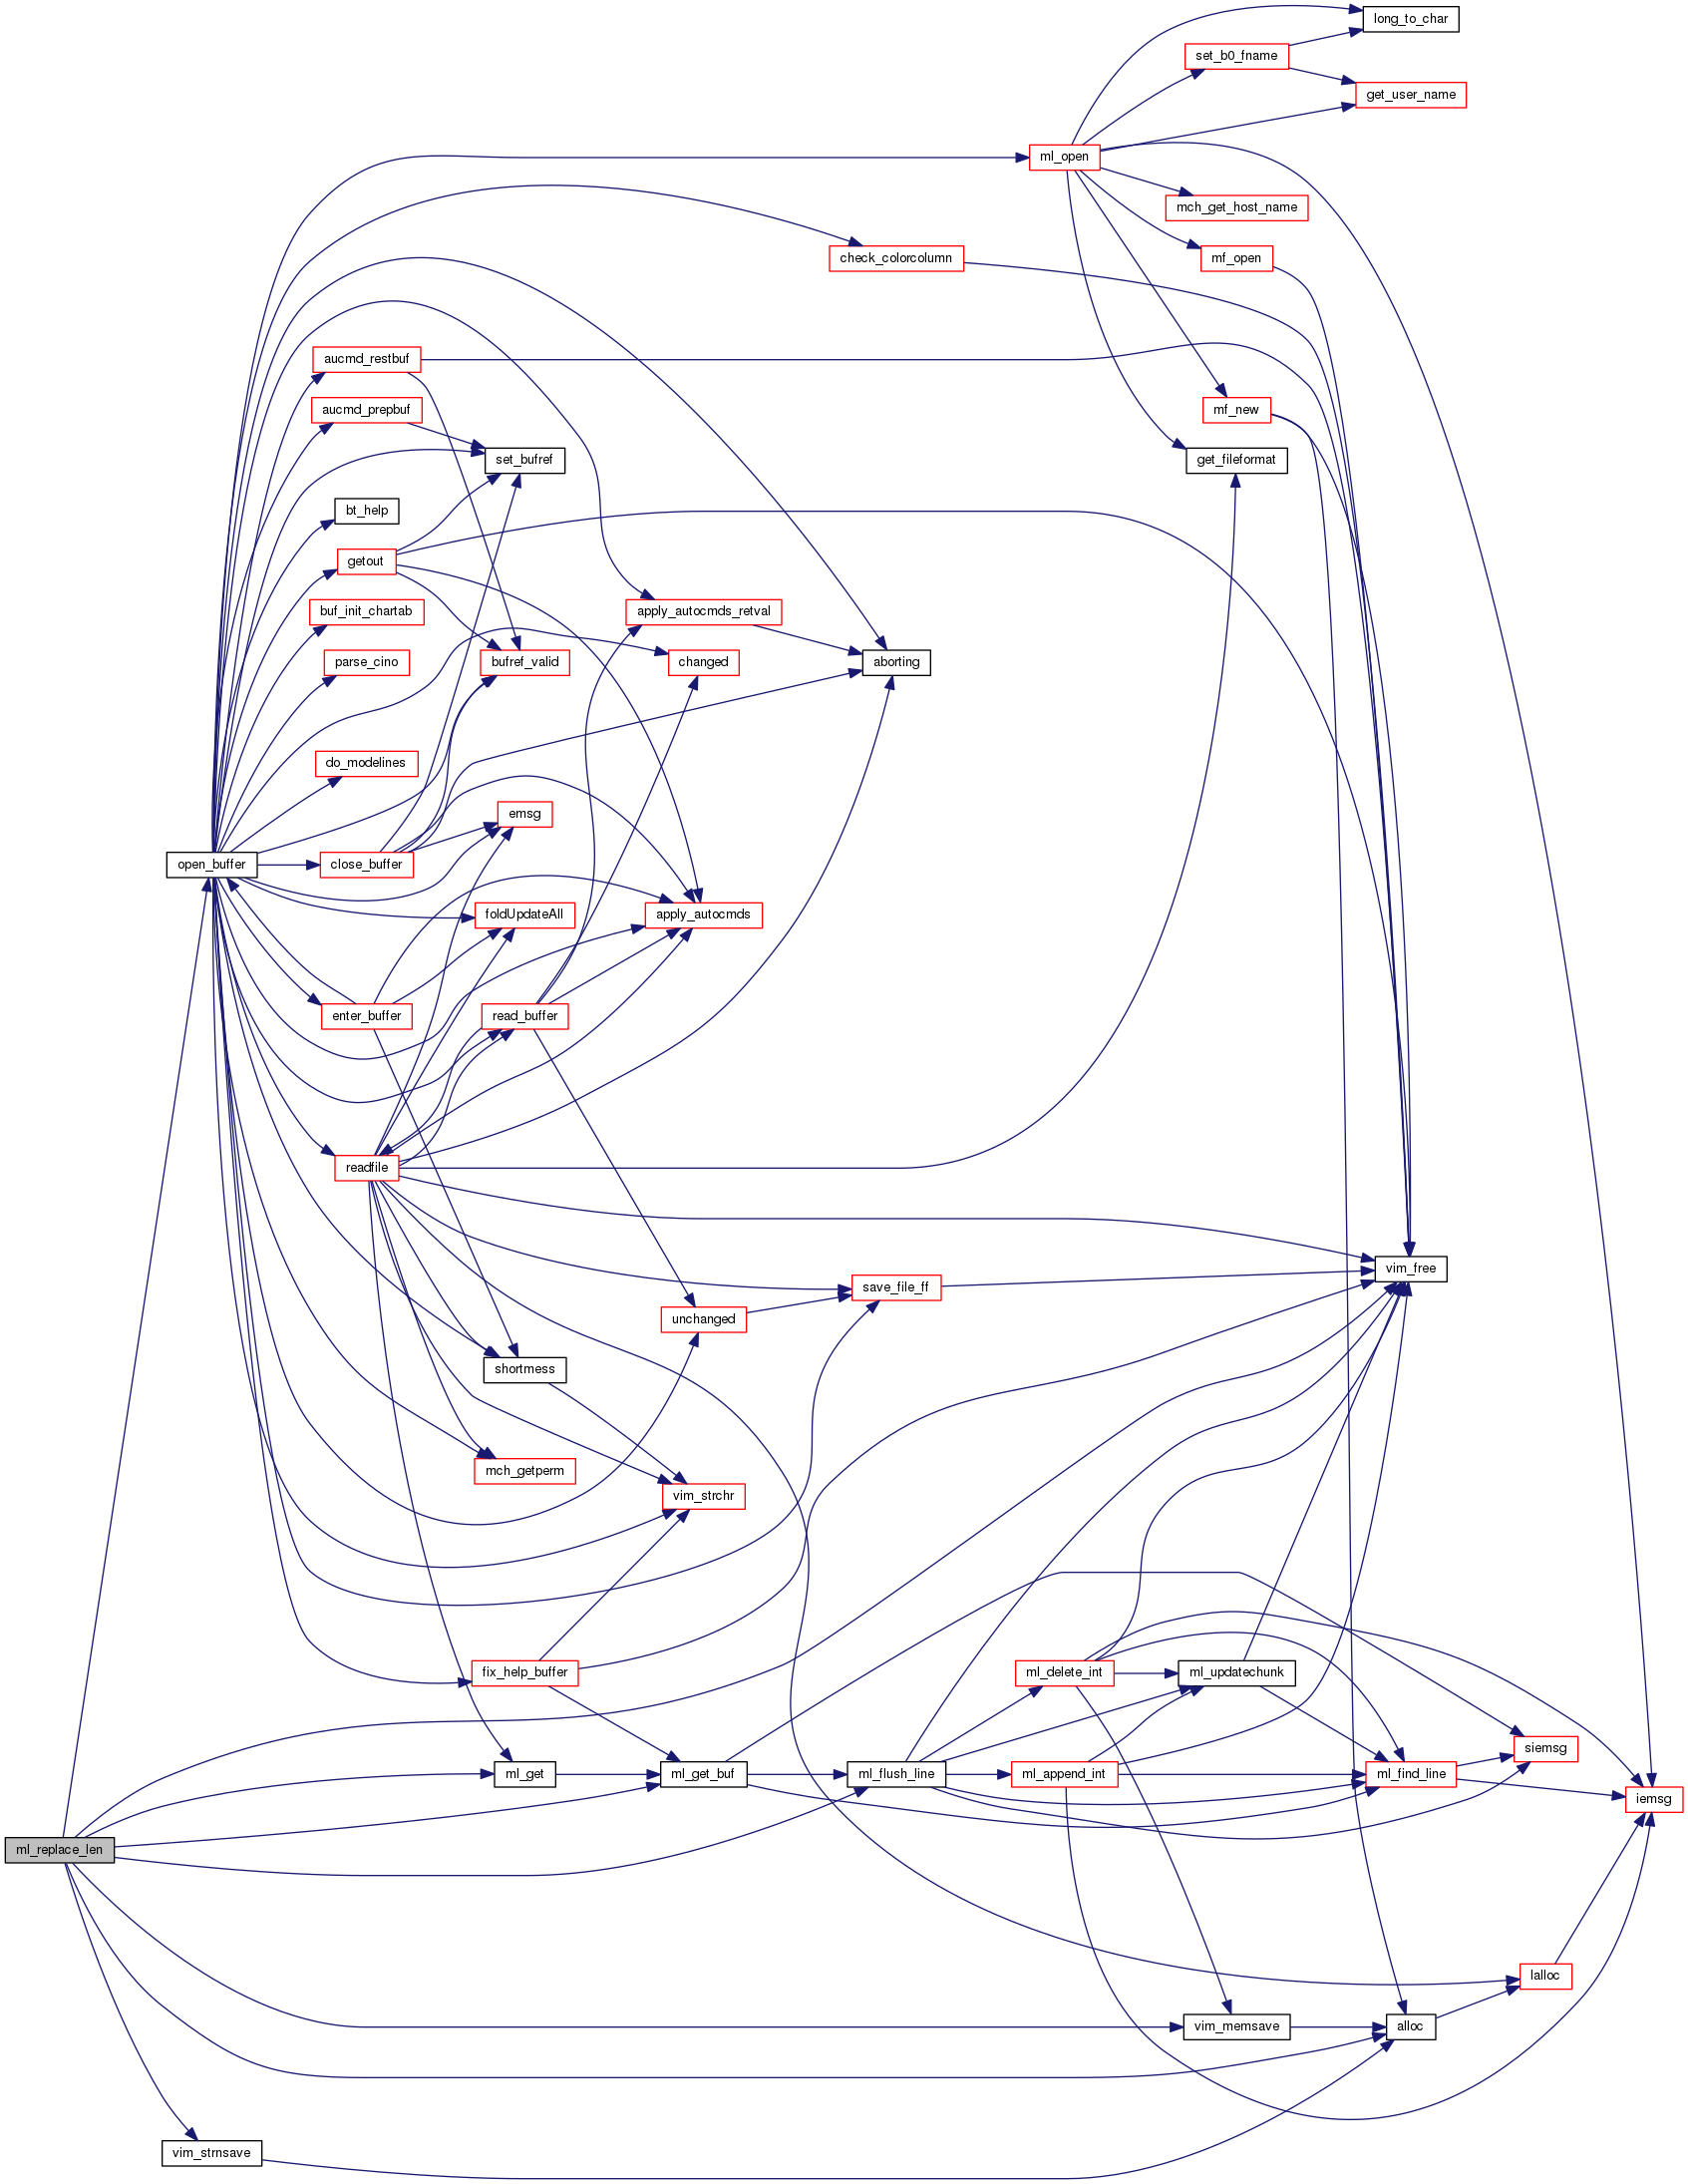 long_to_char
set_b0_fname
get_user_name
ml_open
mch_get_host_name
check_colorcolumn
mf_open
aucmd_restbuf
aucmd_prepbuf
mf_new
set_bufref
get_fileformat
bt_help
getout
buf_init_chartab
apply_autocmds_retval
parse_cino
bufref_valid
changed
aborting
do_modelines
emsg
open_buffer
close_buffer
foldUpdateAll
apply_autocmds
enter_buffer
read_buffer
readfile
vim_free
save_file_ff
unchanged
shortmess
mch_getperm
vim_strchr
fix_help_buffer
ml_delete_int
ml_updatechunk
siemsg
ml_get
ml_get_buf
ml_flush_line
ml_append_int
ml_find_line
iemsg
ml_replace_len
lalloc
vim_memsave
alloc
vim_strnsave